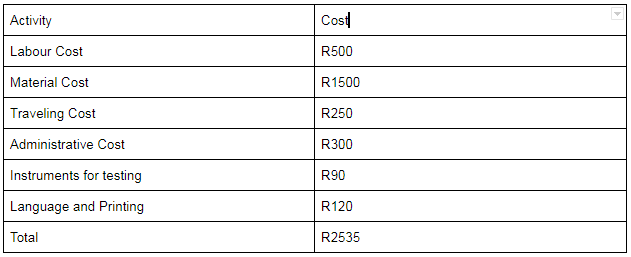 Activity Cost
Labour Cost R500
Material Cost R1500
Traveling Cost R250
Administrative Cost R300
Instruments for testing R90
Language and Printing R120
Total R2535